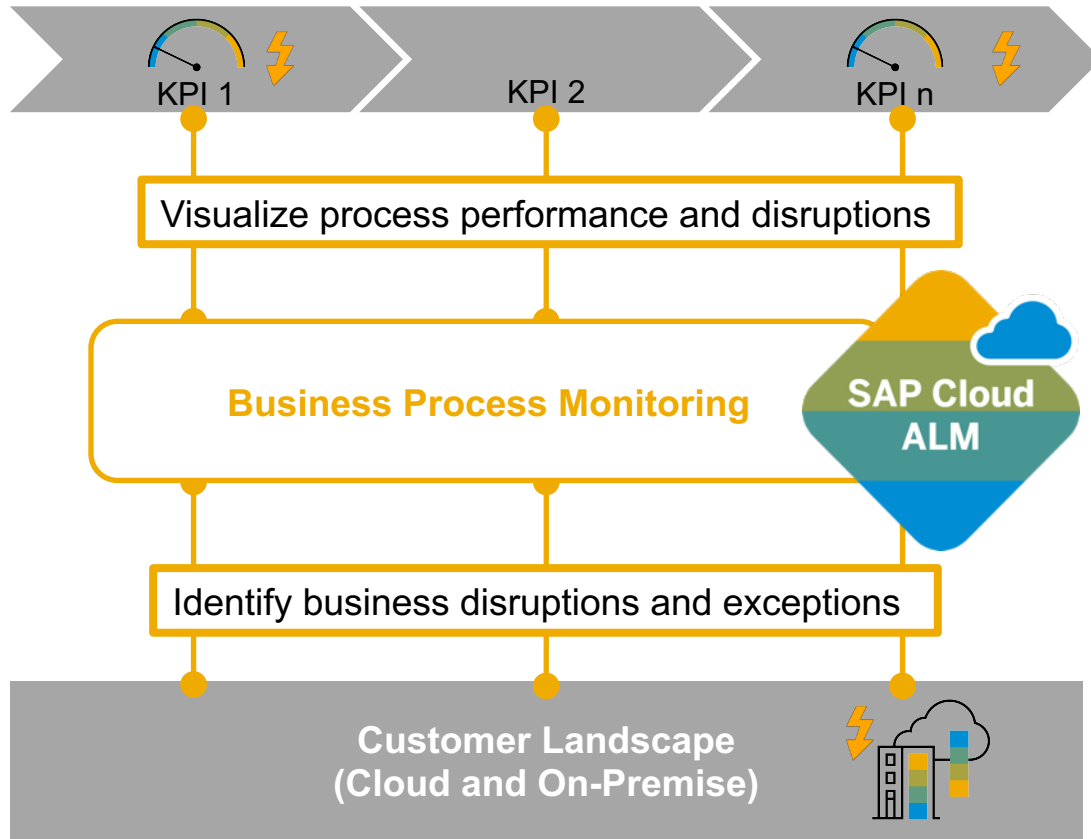 KPI 1
KPI 2
KPI n
Visualize process performance and disruptions
Business Process Monitoring
SAP Cloud
ALM
Identify business disruptions and exceptions
Customer Landscape
(Cloud and On-Premise)